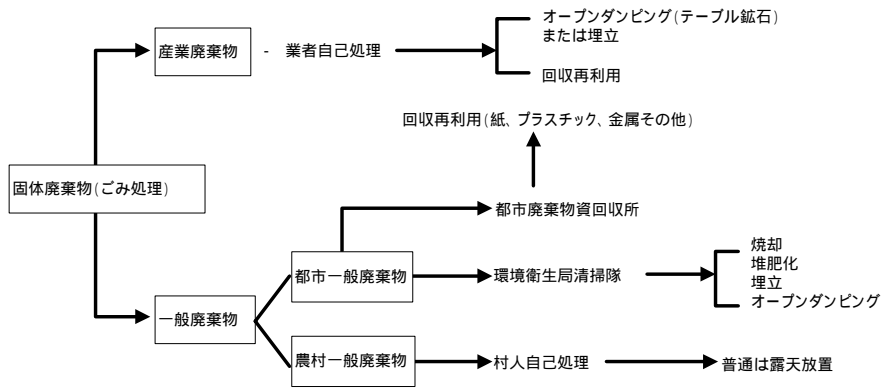 オープンダンピング(テーブル鉱石)
または埋立
産業廃棄物 - 業者自己処理
回収再利用
回収再利用(紙、プラスチック、金属その他)
固体廃棄物(ごみ処理)
都市廃棄物資回収所
焼却
都市一般廃棄物
環境衛生局清掃隊
堆肥化
埋立
オープンダンピング
一般廃棄物
農村一般廃棄物
村人自己処理
普通は露天放置